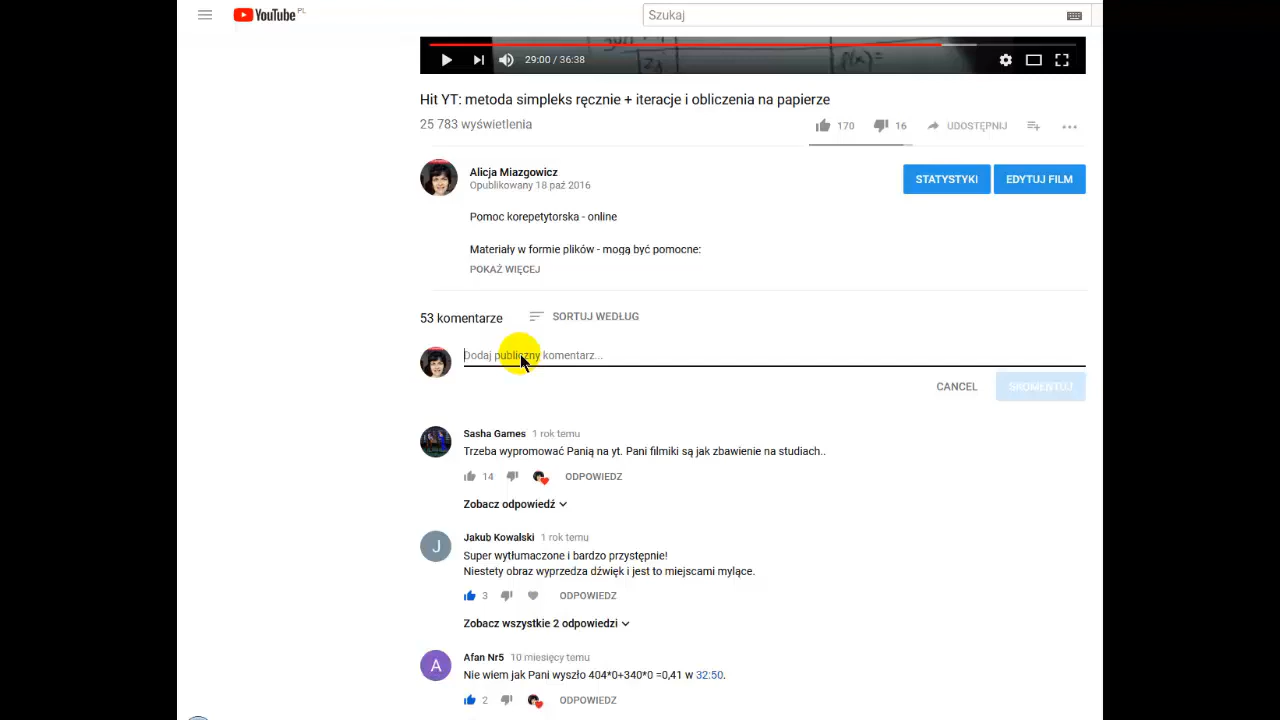 YouTube PL
Szukaj
29:00 / 36:38
Hit YT: metoda simpleks ręcznie + iteracje i obliczenia na papierze
25 783 wyświetlenia
170
16
UDOSTĘPNIJ
Alicja Miazgowicz
Opublikowany 18 paź 2016
STATYSTYKI
EDYTUJ FILM
Pomoc korepetytorska - online
Materiały w formie plików - mogą być pomocne:
POKAŻ WIĘCEJ
53 komentarze
SORTUJ WEDŁUG
Dodaj publiczny komentarz...
CANCEL
SKOMENTUJ
Sasha Games 1 rok temu
Trzeba wypromować Panią na yt. Pani filmiki są jak zbawienie na studiach..
14
ODPOWIEDZ
Zobacz odpowiedź
J
Jakub Kowalski 1 rok temu
Super wytłumaczone i bardzo przystępnie!
Niestety obraz wyprzedza dźwięk i jest to miejscami mylące.
3
ODPOWIEDZ
Zobacz wszystkie 2 odpowiedzi
A
Afan Nr5 10 miesięcy temu
Nie wiem jak Pani wyszło 404*0+340*0 =0,41 w 32:50.
2
ODPOWIEDZ